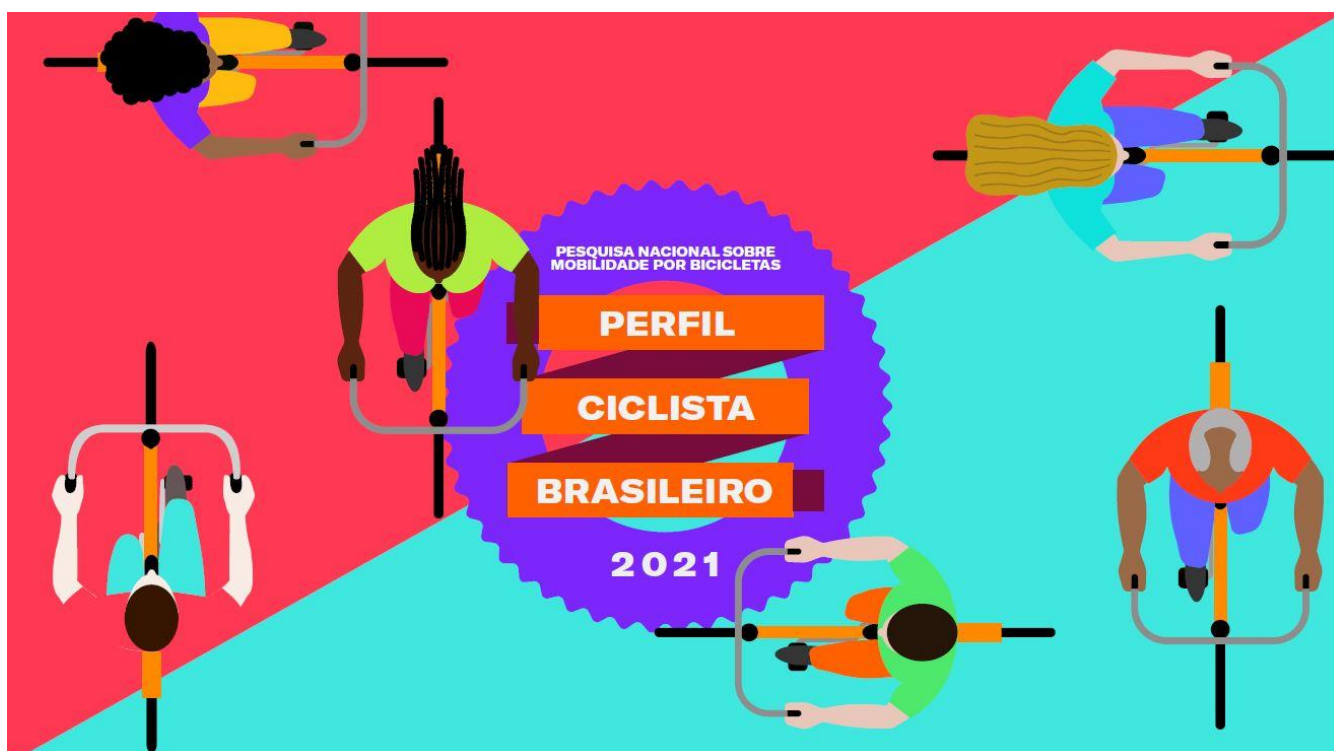 PESQUISA NACIONAL SOBRE
MOBILIDADE POR BICICLETAS
PERFIL
CICLISTA
BRASILEIRO
2021